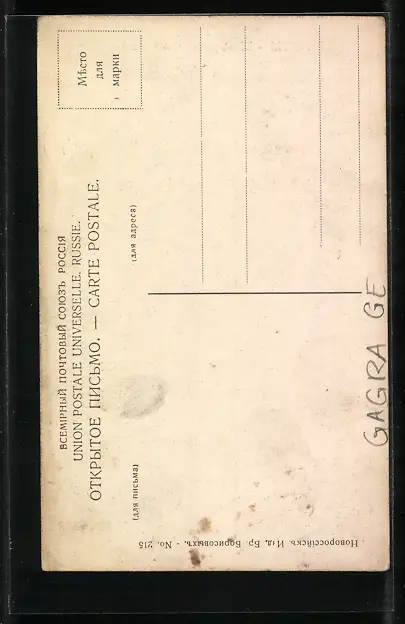 ВСЕМІРНЫЙ ПОЧТОВЫЙ СОЮЗЪ РОССІЯ
UNION POSTALE UNIVERSELLE. RUSSIE.
ОТКРЫТОЕ ПИСЬМО. — CARTE POSTALE.
Мѣсто
для
марки
(для письма)
(для адреса)
Новороссійскъ. Изд. Бр. Борисовыхъ. - No. 215
GAGRA GE